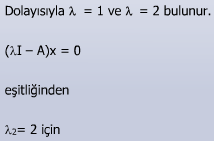 Dolayısıyla λ = 1 ve λ = 2 bulunur.
(λI – A)x = 0
eşitliğinden
λ₂= 2 için